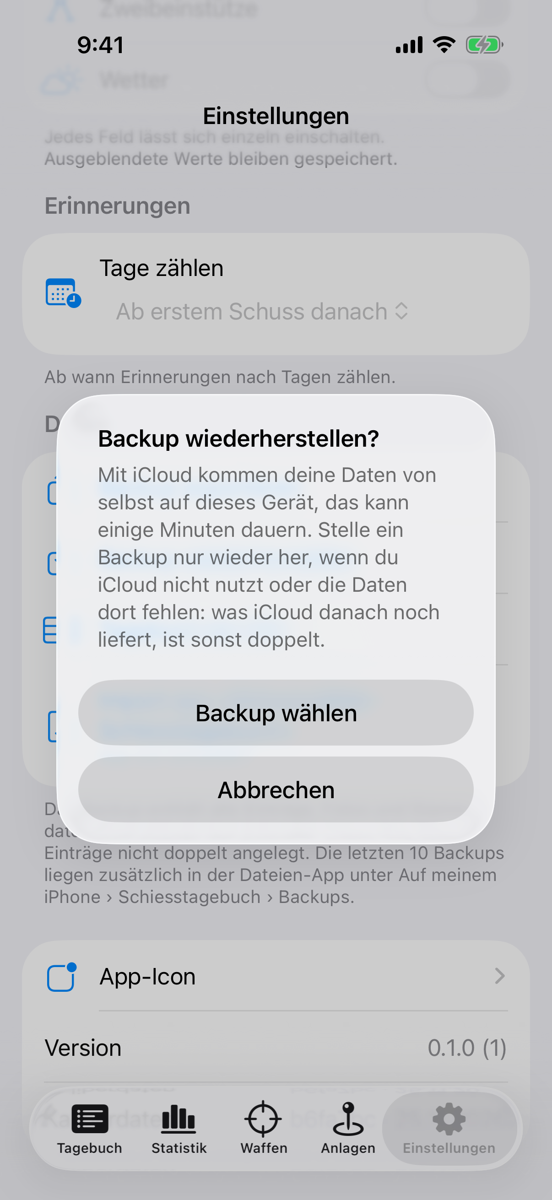 Zweibeinstütze
9:41
Wetter
Einstellungen
Jedes Feld lässt sich einzeln einschalten.
Ausgeblendete Werte bleiben gespeichert.
Erinnerungen
Tage zählen
Ab erstem Schuss danach
Ab wann Erinnerungen nach Tagen zählen.
Backup wiederherstellen?
Mit iCloud kommen deine Daten von
selbst auf dieses Gerät, das kann
einige Minuten dauern. Stelle ein
Backup nur wieder her, wenn du
iCloud nicht nutzt oder die Daten
dort fehlen: was iCloud danach noch
liefert, ist sonst doppelt.
Backup wählen
Abbrechen
Einträge nicht doppelt angelegt. Die letzten 10 Backups
liegen zusätzlich in der Dateien-App unter Auf meinem
iPhone › Schiesstagebuch › Backups.
App-Icon
Version 0.1.0 (1)
Tagebuch Statistik Waffen Anlagen Einstellungen